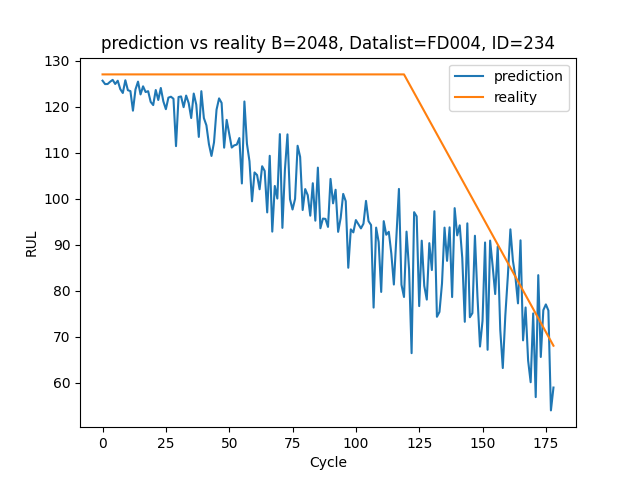 prediction vs reality B=2048, Datalist=FD004, ID=234
prediction
reality
130
120
110
100
90
80
70
60
RUL
0 25 50 75 100 125 150 175
Cycle